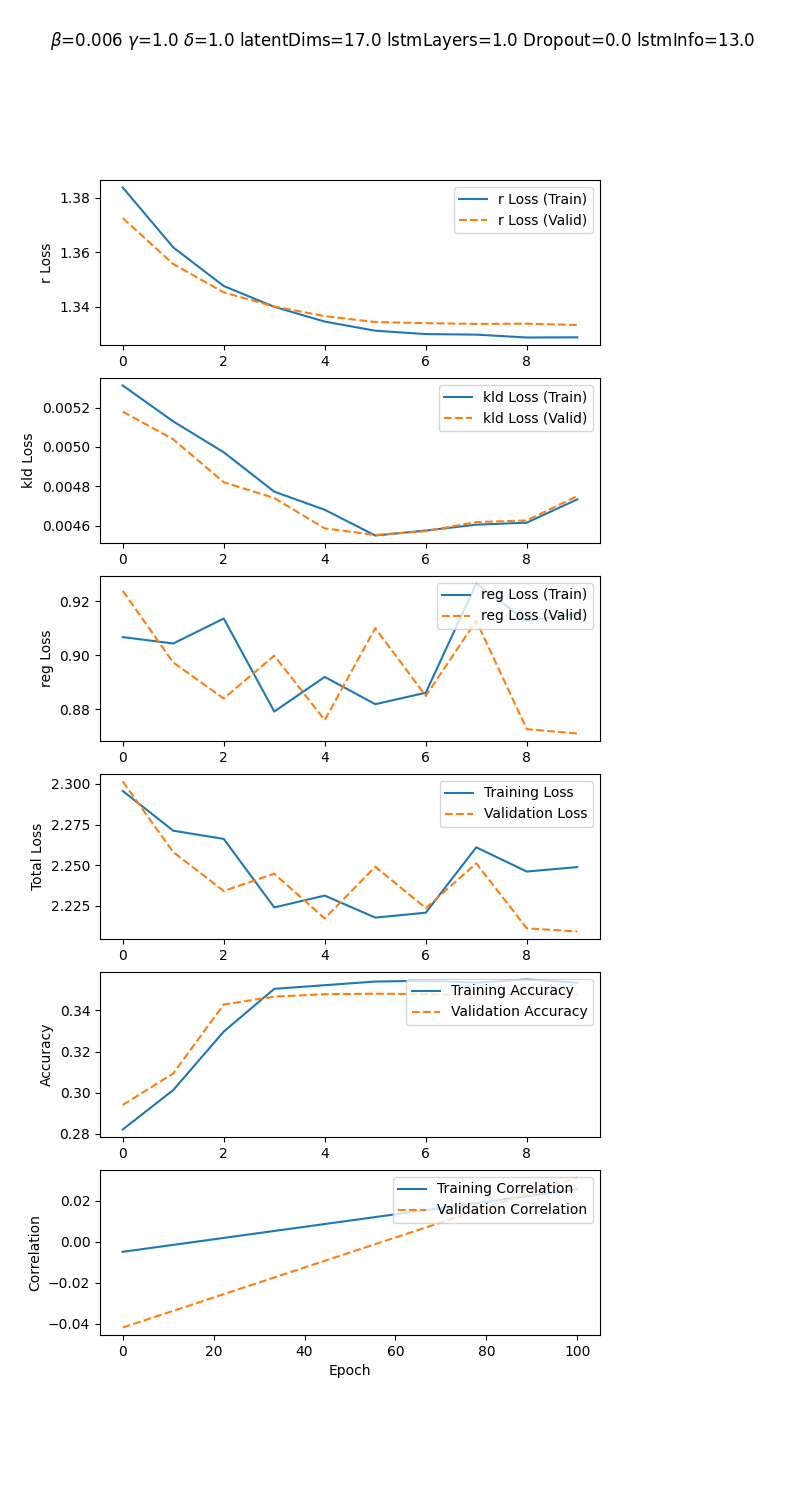 β=0.006 γ=1.0 δ=1.0 latentDims=17.0 lstmLayers=1.0 Dropout=0.0 lstmInfo=13.0
r Loss
1.38
1.36
1.34
r Loss (Train)
r Loss (Valid)
0 2 4 6 8
kld Loss
0.0052
0.0050
0.0048
0.0046
kld Loss (Train)
kld Loss (Valid)
0 2 4 6 8
reg Loss
0.92
0.90
0.88
reg Loss (Train)
reg Loss (Valid)
0 2 4 6 8
Total Loss
2.300
2.275
2.250
2.225
Training Loss
Validation Loss
0 2 4 6 8
Accuracy
0.34
0.32
0.30
0.28
Training Accuracy
Validation Accuracy
0 2 4 6 8
Correlation
0.02
0.00
−0.02
−0.04
Training Correlation
Validation Correlation
0 20 40 60 80 100
Epoch